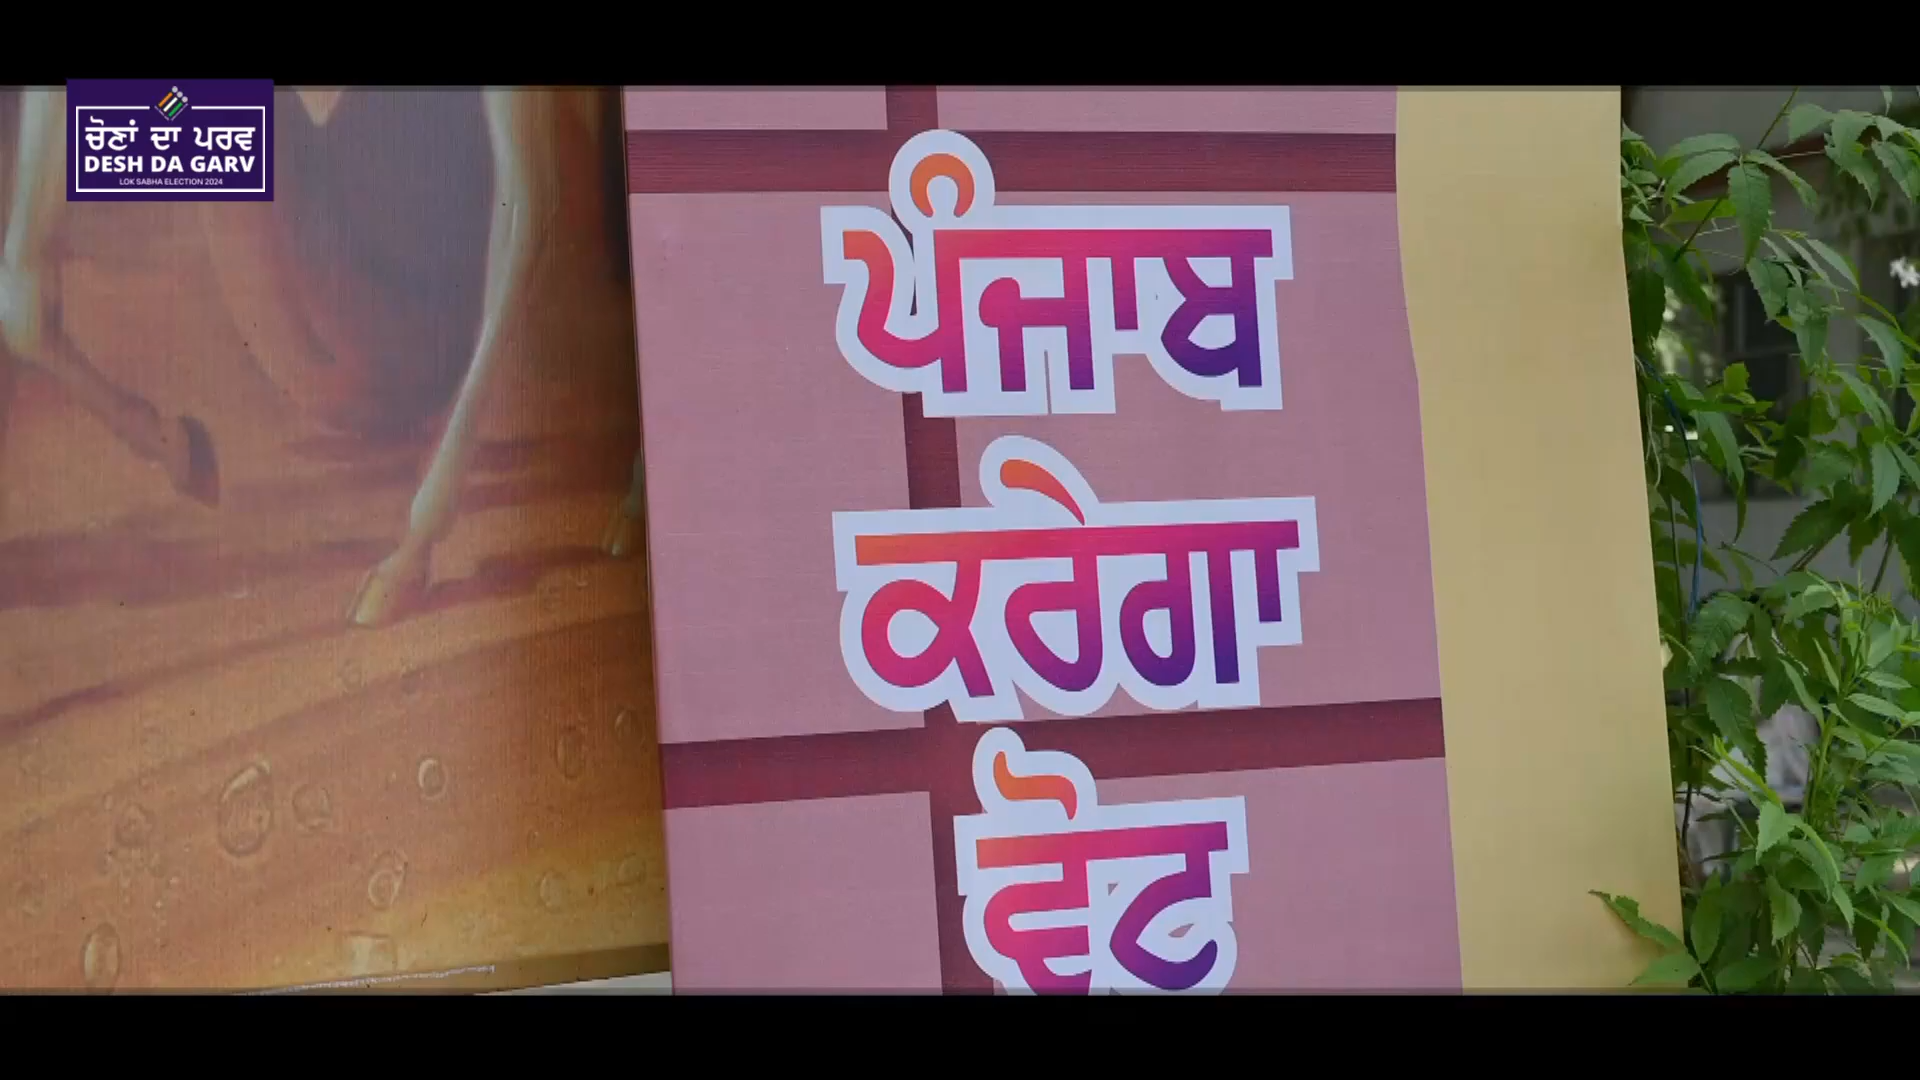 ਚੋਣਾਂ ਦਾ ਪਰਵ
DESH DA GARV
LOK SABHA ELECTION 2024
ਪੰਜਾਬ
ਕਰੇਗਾ
ਵੋਟ